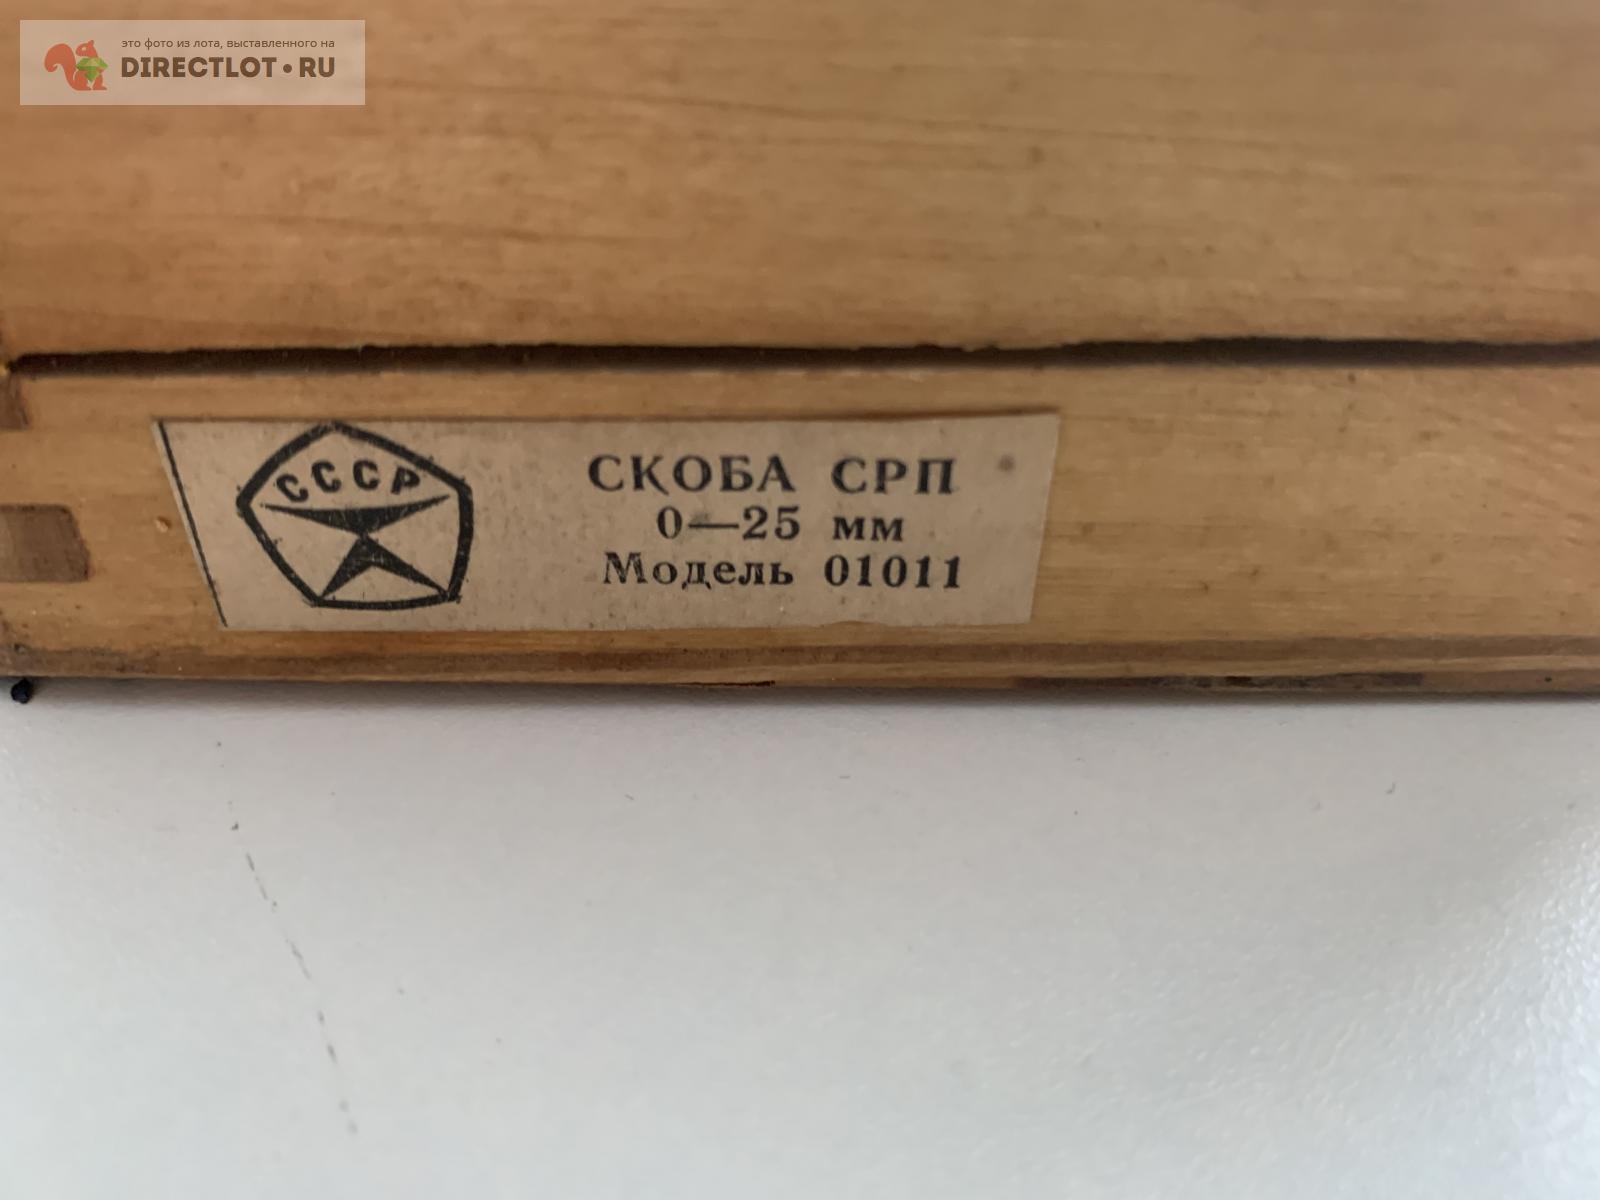 это фото из лота, выставленного на
DIRECTLOT•RU
СССР
СКОБА СРП
0—25 мм
Модель 01011